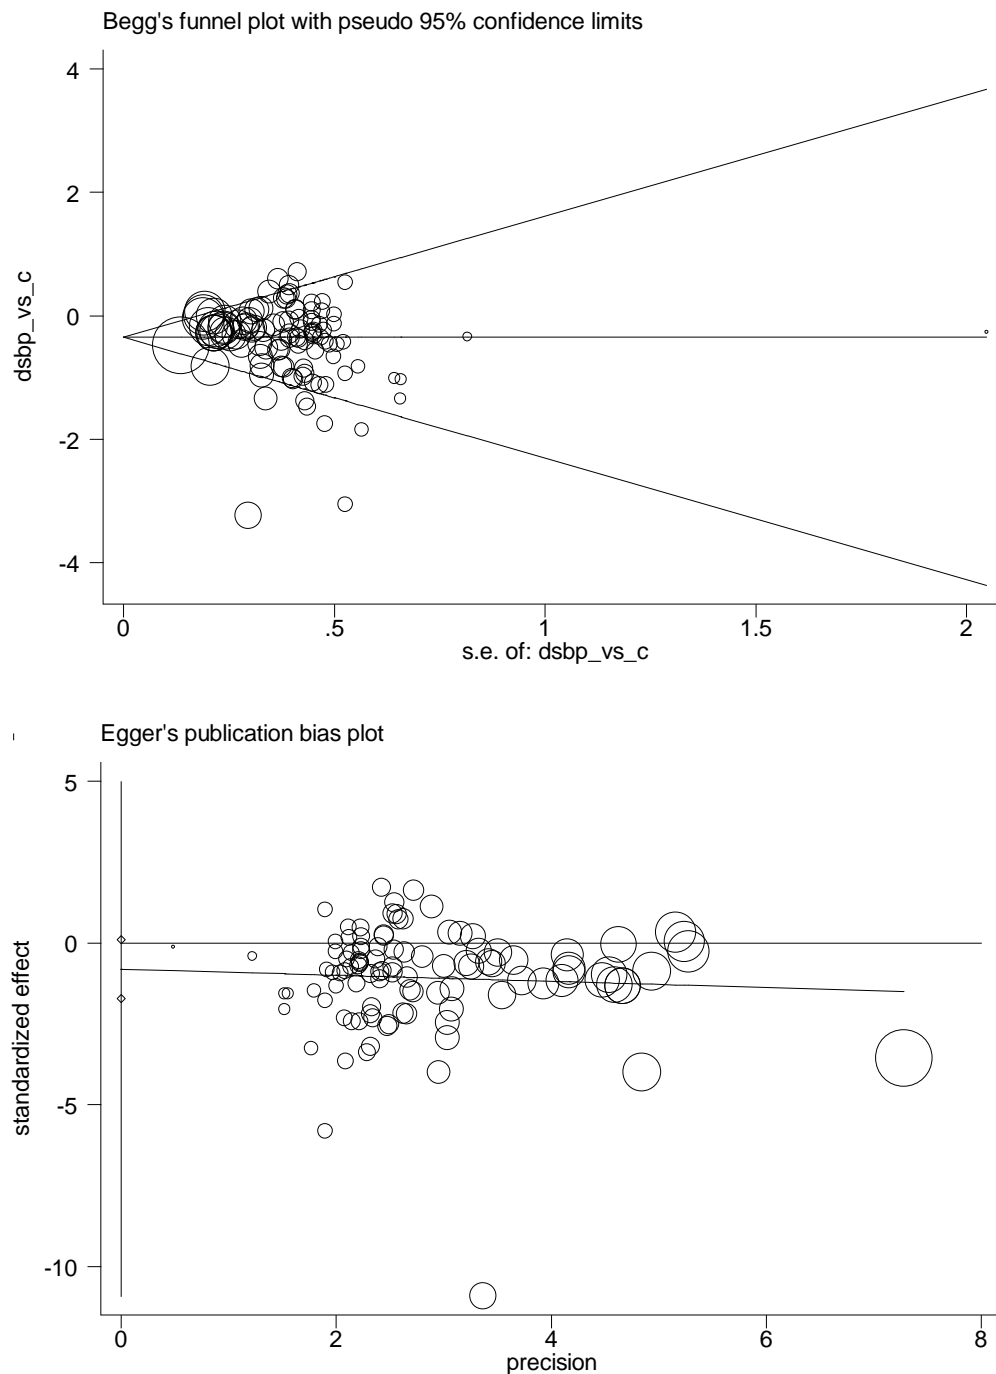 Begg's funnel plot with pseudo 95% confidence limits
4
2
0
-2
-4
dsbp_vs_c
0 .5 1 1.5 2
s.e. of: dsbp_vs_c
Egger's publication bias plot
5
0
-5
-10
standardized effect
0 2 4 6 8
precision